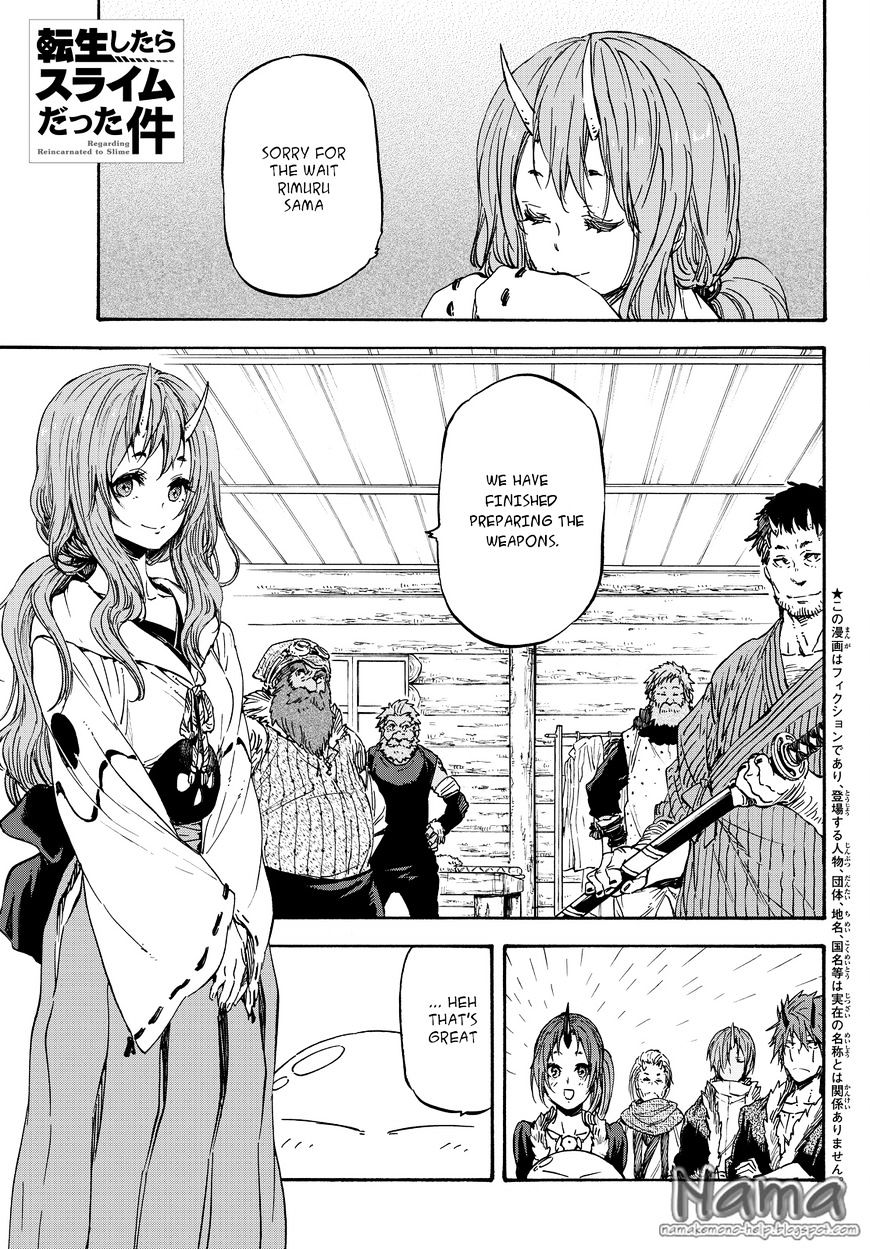 転生したら
スライム
だった件
Regarding
Reincarnated to Slime
SORRY FOR
THE WAIT
RIMURU
SAMA
WE HAVE
FINISHED
PREPARING THE
WEAPONS.
★この漫画はフィクションであり、登場する人物、団体、地名、国名等は実在の名称とは関係ありません
... HEH
THAT'S
GREAT
Nama
namakemono-help.blogspot.com